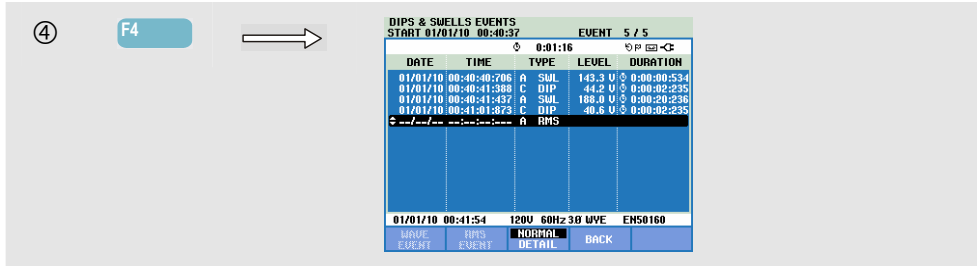 ④ F4
DIPS & SWELLS EVENTS
START 01/01/10 00:40:37 EVENT 5 / 5
0:01:16
DATE TIME TYPE LEVEL DURATION
01/01/10 00:40:40:706 A SWL 143.3 V 0:00:00:534
01/01/10 00:40:41:388 C DIP 44.2 V 0:00:02:235
01/01/10 00:40:41:437 A SWL 188.0 V 0:00:20:236
01/01/10 00:41:01:873 C DIP 40.6 V 0:00:02:235
--/--/-- --:--:--:--- A RMS
01/01/10 00:41:54 120V 60Hz 3Ø WYE EN50160
WAVE EVENT RMS EVENT NORMAL DETAIL BACK